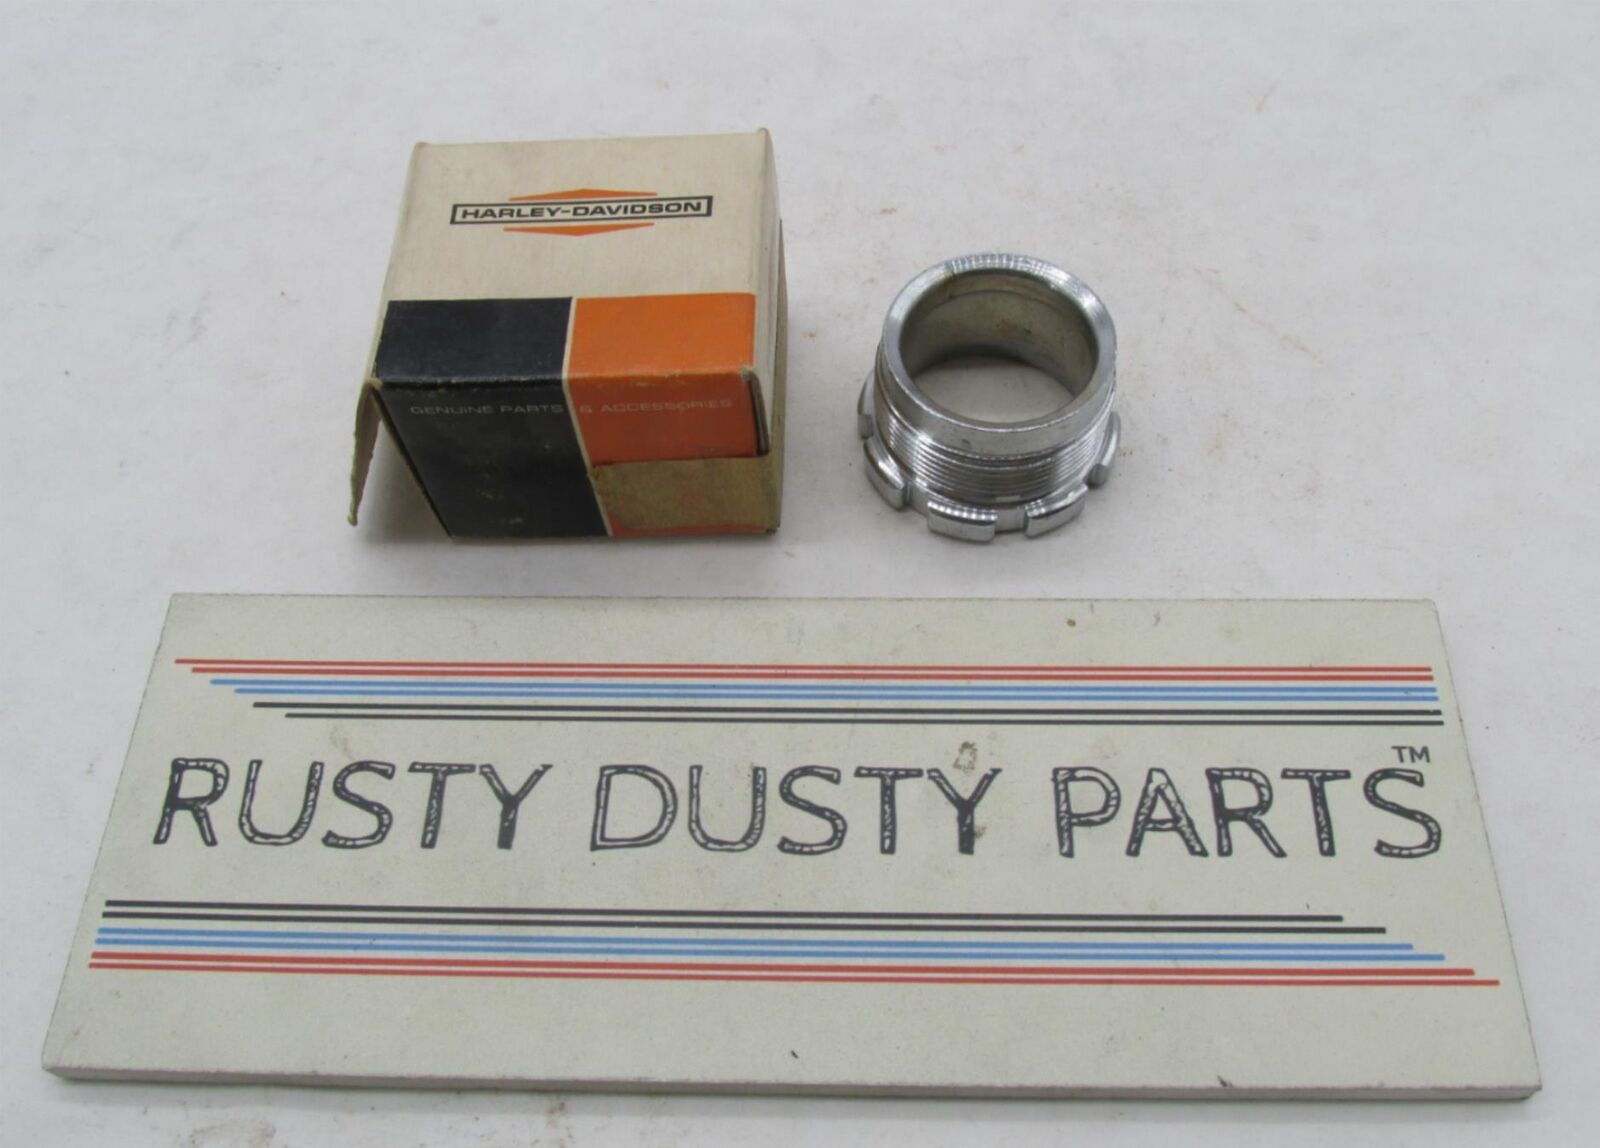 HARLEY-DAVIDSON
GENUINE PARTS & ACCESSORIES
RUSTY DUSTY PARTS™